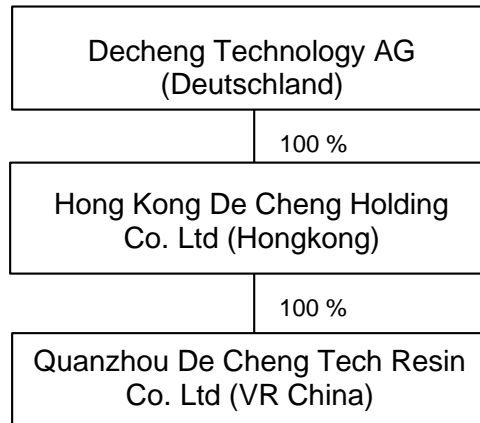 Decheng Technology AG
(Deutschland)
100 %
Hong Kong De Cheng Holding
Co. Ltd (Hongkong)
100 %
Quanzhou De Cheng Tech Resin
Co. Ltd (VR China)